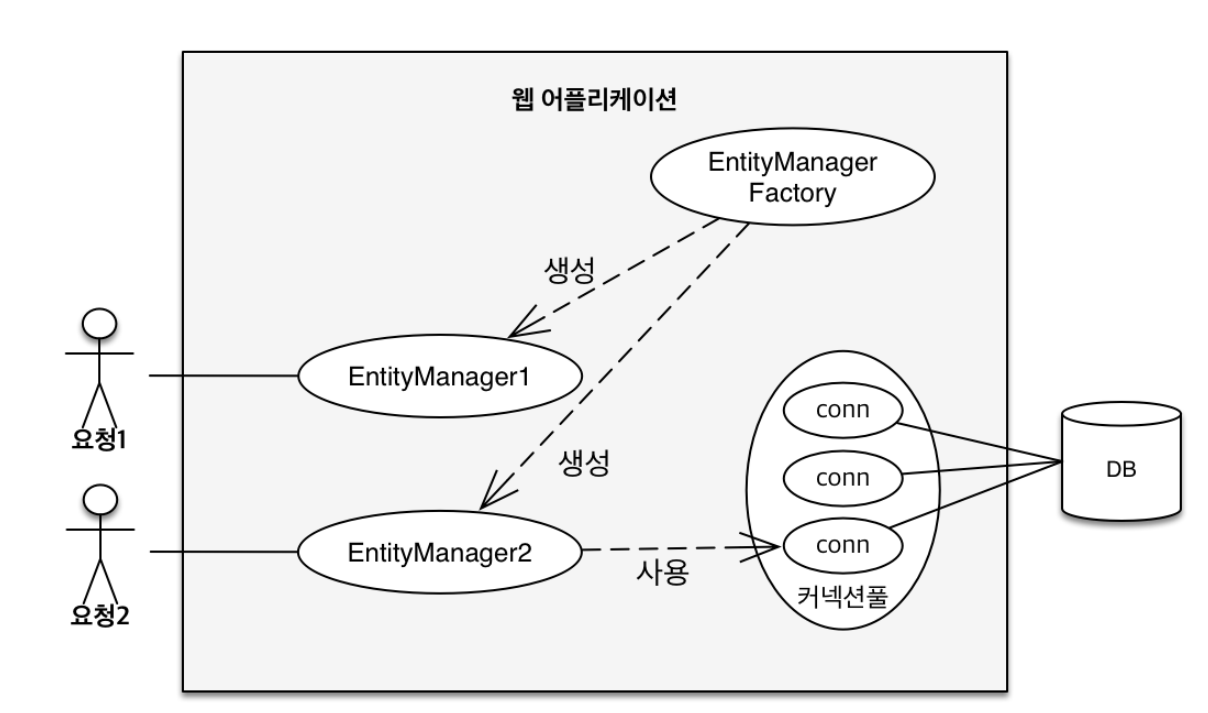 웹 어플리케이션
EntityManager
Factory
생성
요청1
EntityManager1
생성
conn
conn
conn
커넥션풀
DB
요청2
EntityManager2
사용